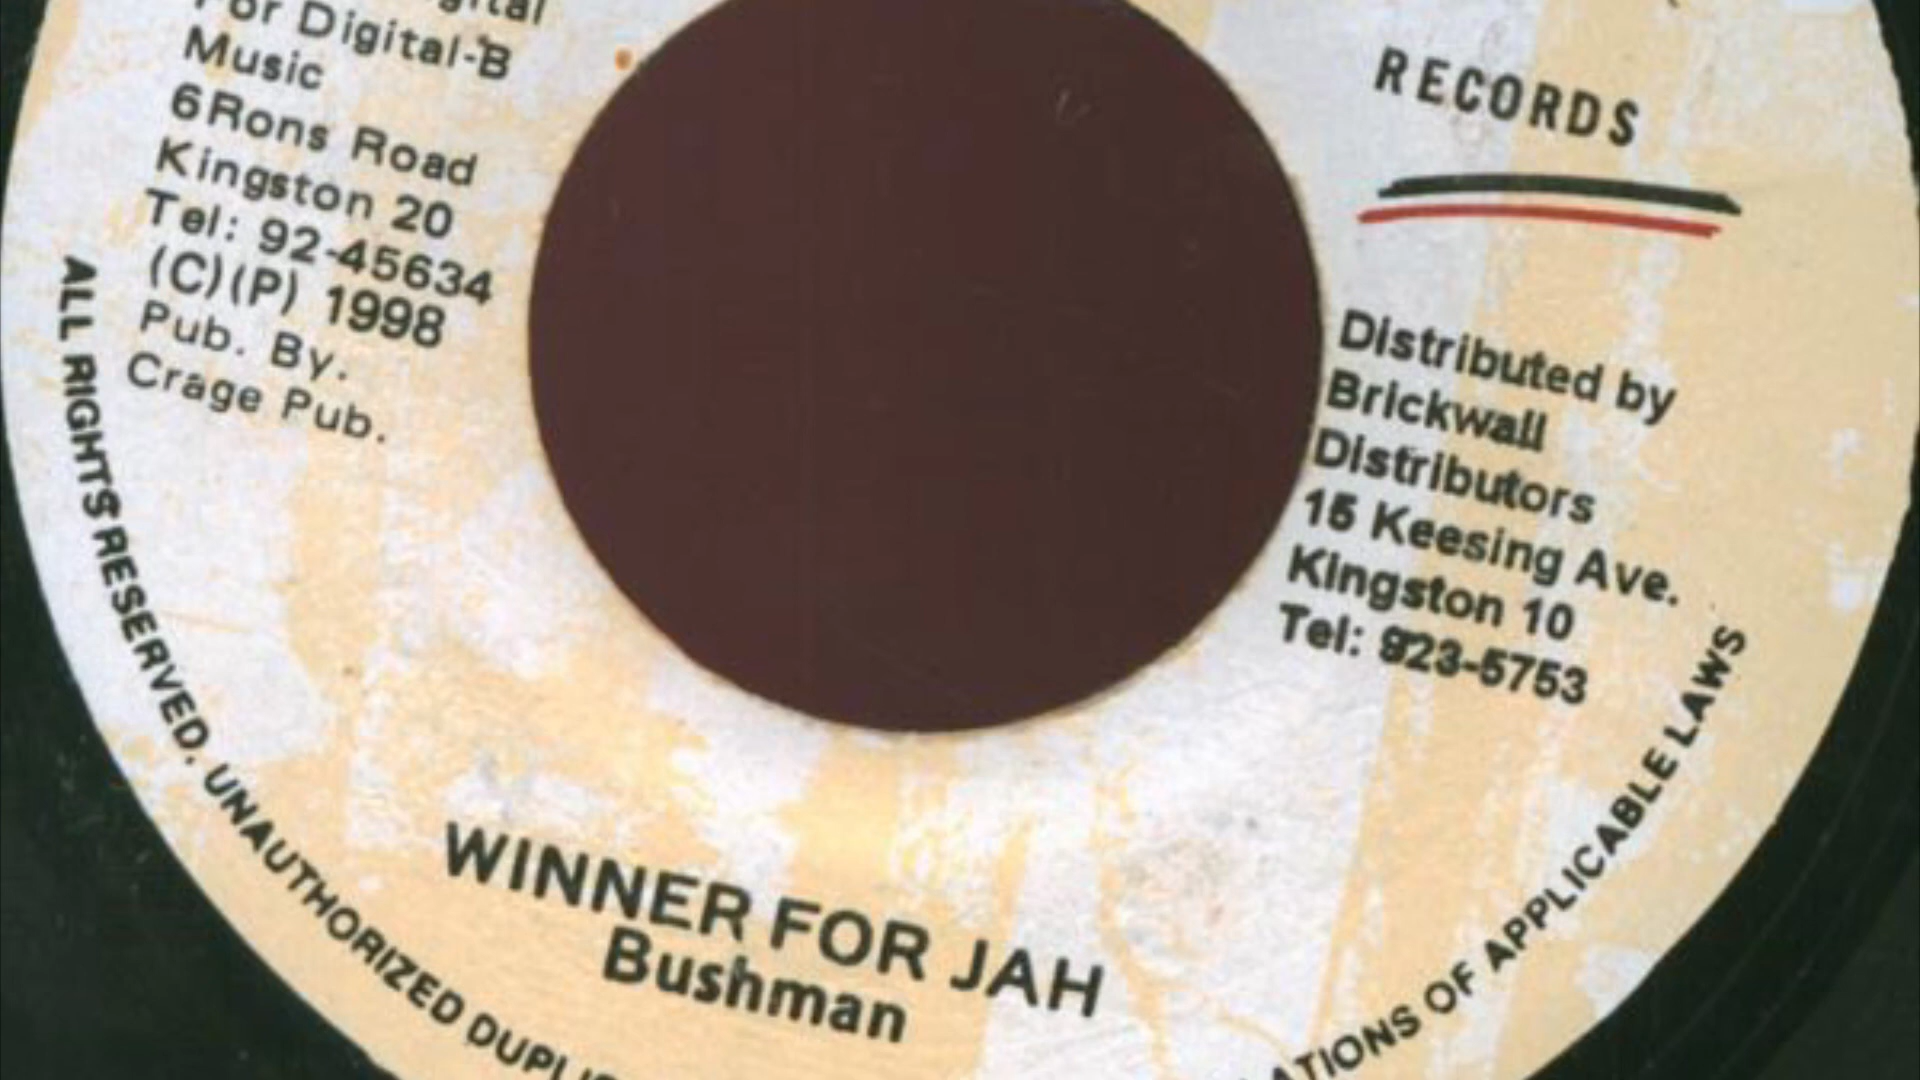 For Digital-B
Music
6 Rons Road
Kingston 20
Tel: 92-45634
(C)(P) 1998
Pub. By.
Crage Pub.
RECORDS
Distributed by
Brickwall
Distributors
15 Keesing Ave.
Kingston 10
Tel: 923-5753
WINNER FOR JAH
Bushman
ALL RIGHTS RESERVED. UNAUTHORIZED
OF APPLICABLE LAWS